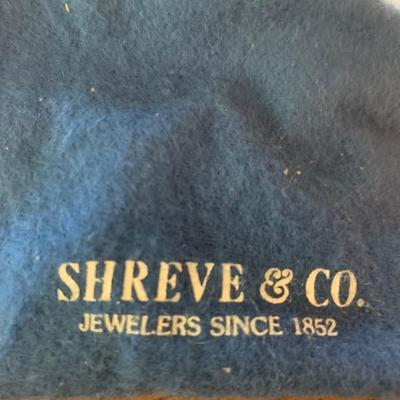 SHREVE & CO.
JEWELERS SINCE 1852